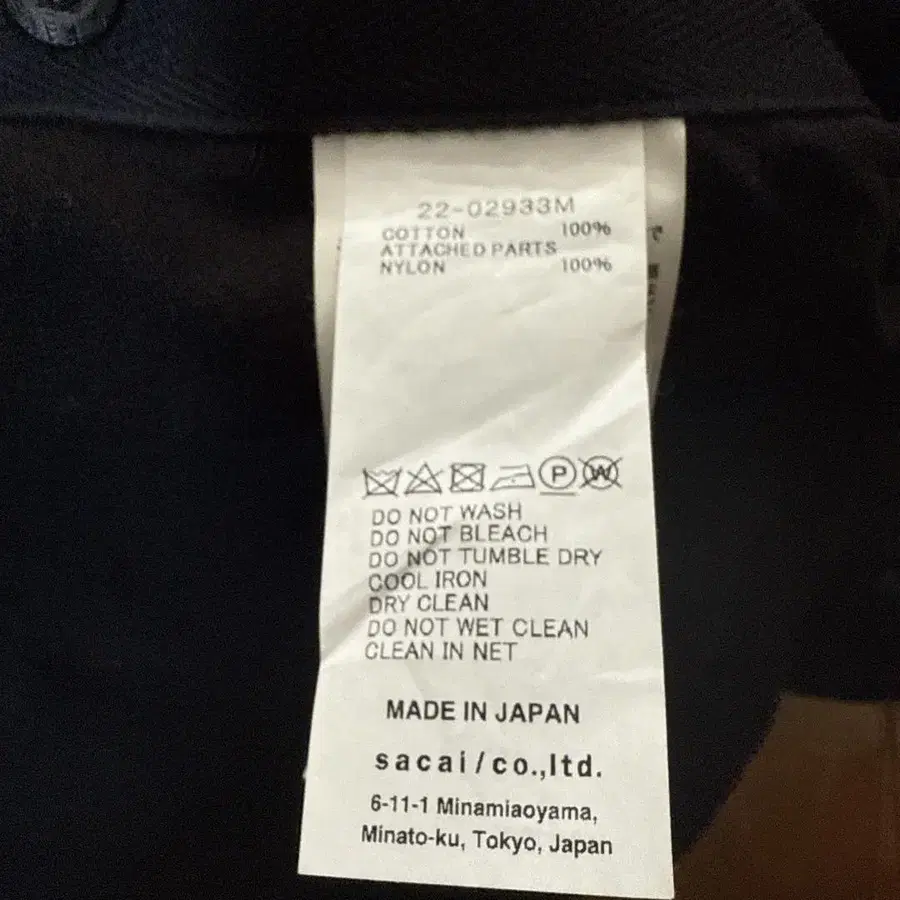 22-02933M
COTTON 100%
ATTACHED PARTS
NYLON 100%
P W
DO NOT WASH
DO NOT BLEACH
DO NOT TUMBLE DRY
COOL IRON
DRY CLEAN
DO NOT WET CLEAN
CLEAN IN NET
MADE IN JAPAN
sacai/co.,ltd.
6-11-1 Minamiaoyama,
Minato-ku, Tokyo, Japan